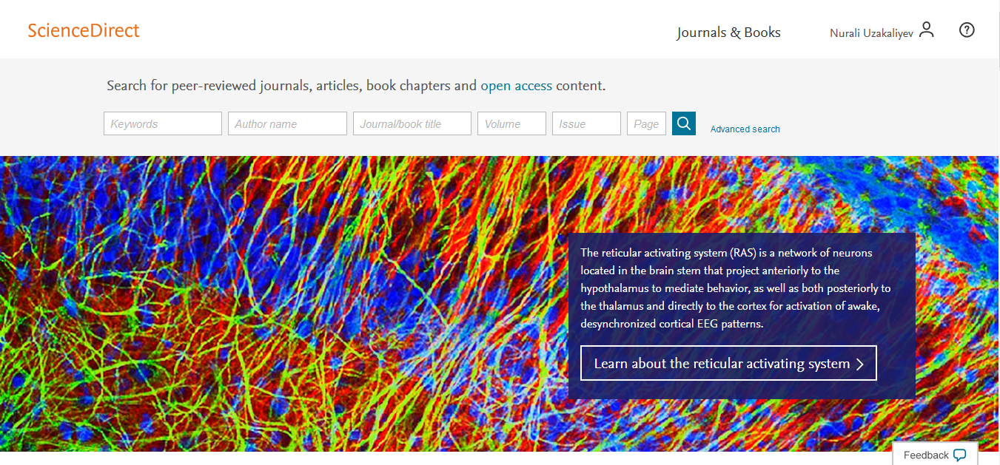 ScienceDirect
Journals & Books
Nurali Uzakaliyev
?
Search for peer-reviewed journals, articles, book chapters and open access content.
Keywords
Author name
Journal/book title
Volume
Issue
Page
Advanced search
The reticular activating system (RAS) is a network of neurons
located in the brain stem that project anteriorly to the
hypothalamus to mediate behavior, as well as both posteriorly to
the thalamus and directly to the cortex for activation of awake,
desynchronized cortical EEG patterns.
Learn about the reticular activating system
Feedback